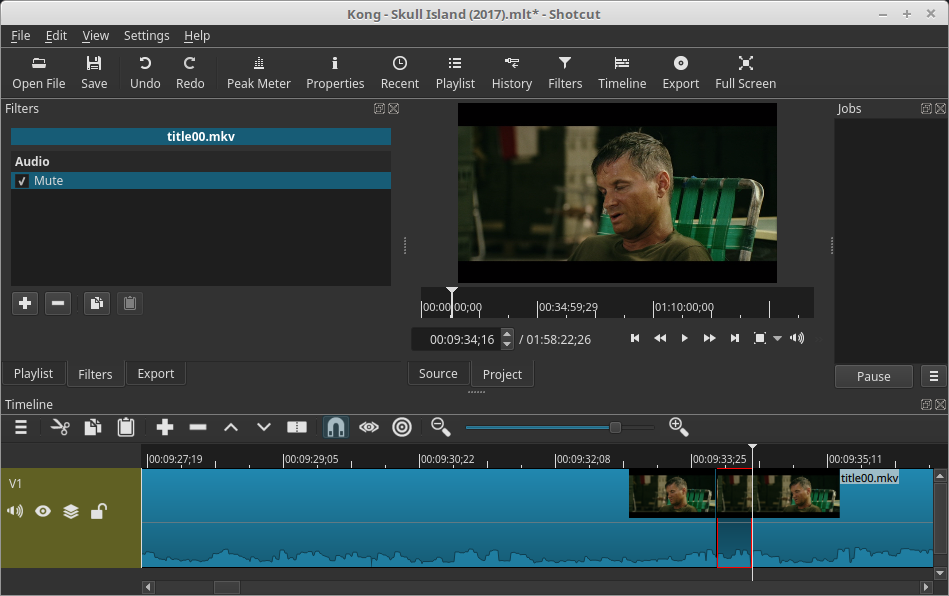 Kong - Skull Island (2017).mlt* - Shotcut
File Edit View Settings Help
Open File Save Undo Redo Peak Meter Properties Recent Playlist History Filters Timeline Export Full Screen
Filters
title00.mkv
Audio
Mute
Playlist Filters Export
00:00:00;00 00:34:59;29 01:10:00;00
00:09:34;16 / 01:58:22;26
Source Project
Jobs
Pause
Timeline
00:09:27;19 00:09:29;05 00:09:30;22 00:09:32;08 00:09:33;25 00:09:35;11
V1
title00.mkv